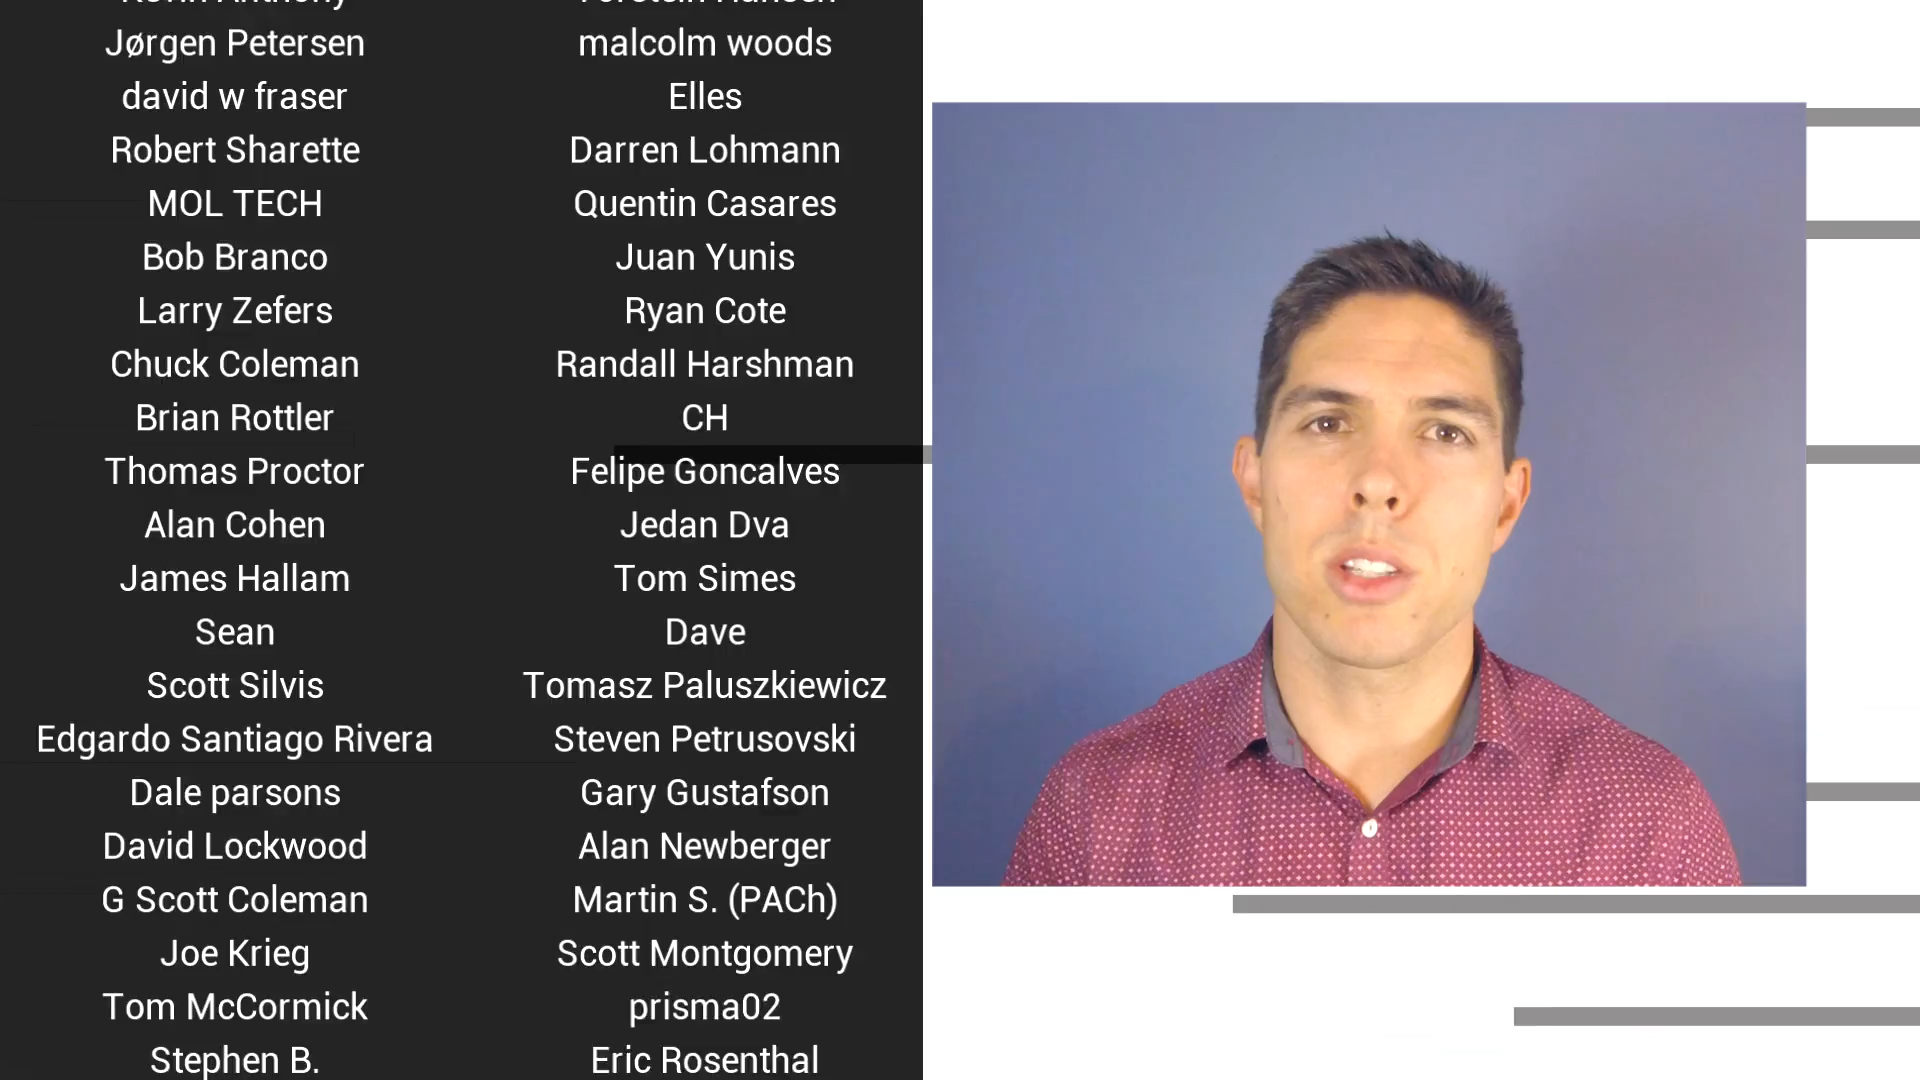 Jørgen Petersen
david w fraser
Robert Sharette
MOL TECH
Bob Branco
Larry Zefers
Chuck Coleman
Brian Rottler
Thomas Proctor
Alan Cohen
James Hallam
Sean
Scott Silvis
Edgardo Santiago Rivera
Dale parsons
David Lockwood
G Scott Coleman
Joe Krieg
Tom McCormick
Stephen B.
malcolm woods
Elles
Darren Lohmann
Quentin Casares
Juan Yunis
Ryan Cote
Randall Harshman
CH
Felipe Goncalves
Jedan Dva
Tom Simes
Dave
Tomasz Paluszkiewicz
Steven Petrusovski
Gary Gustafson
Alan Newberger
Martin S. (PACh)
Scott Montgomery
prisma02
Eric Rosenthal